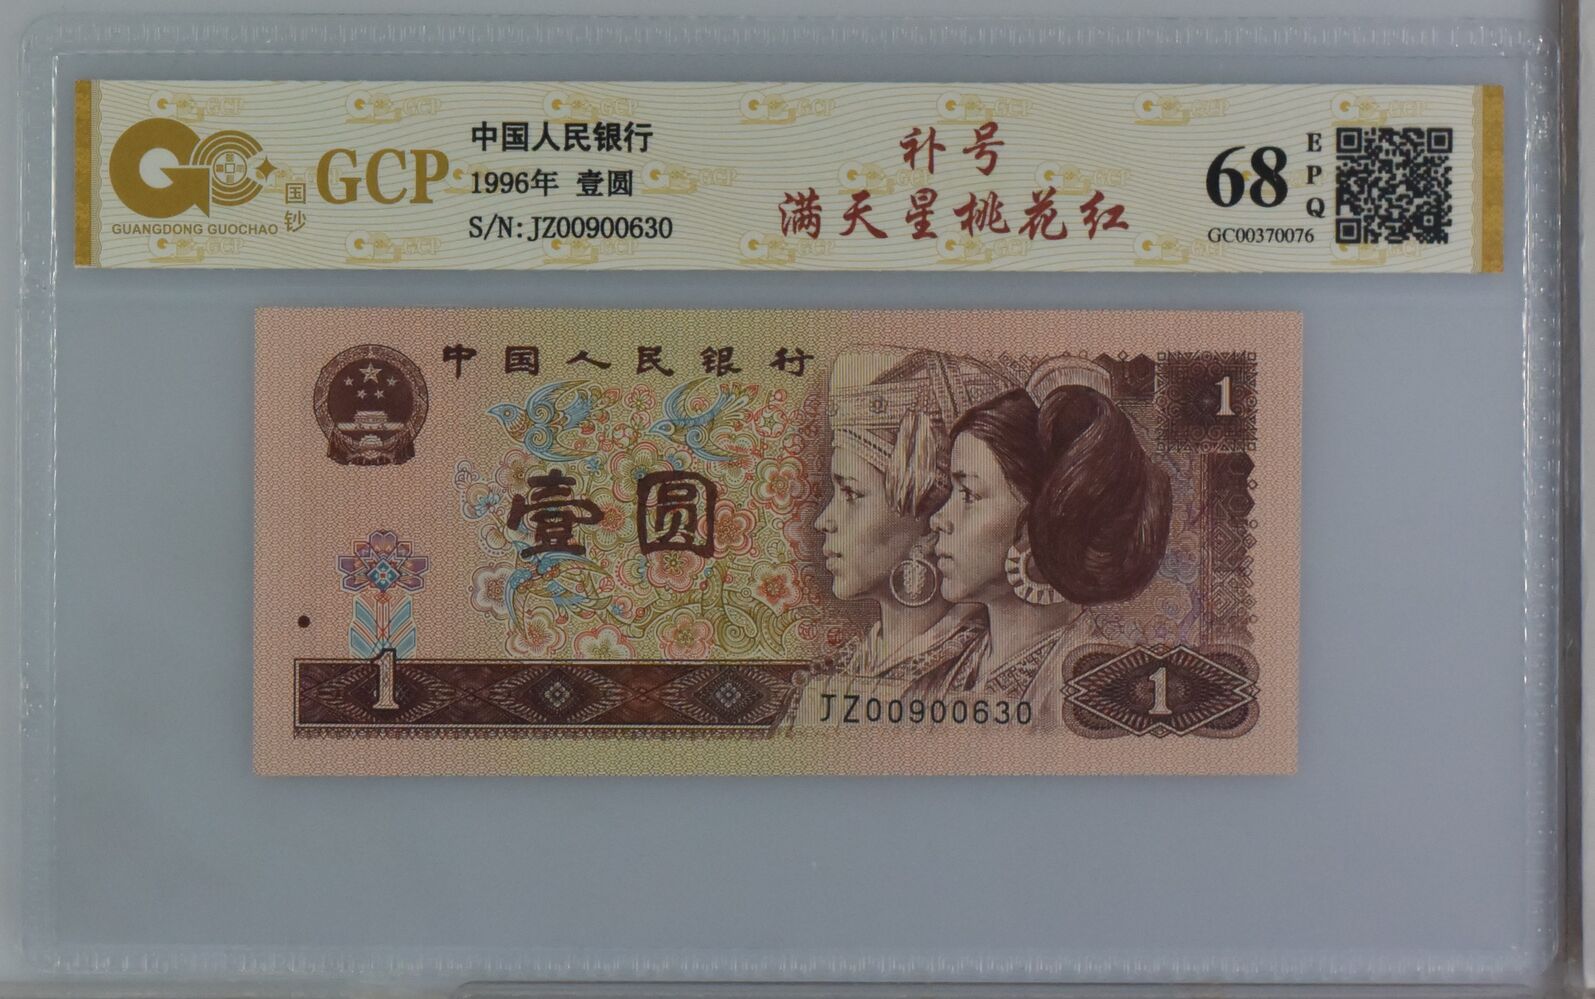 GCP
国钞
GUANGDONG GUOCHAO
中国人民银行
1996年 壹圆
S/N:JZ00900630
补号
满天星桃花红
68
EPQ
GC00370076
中国人民银行
1
壹圆
1
JZ00900630
1